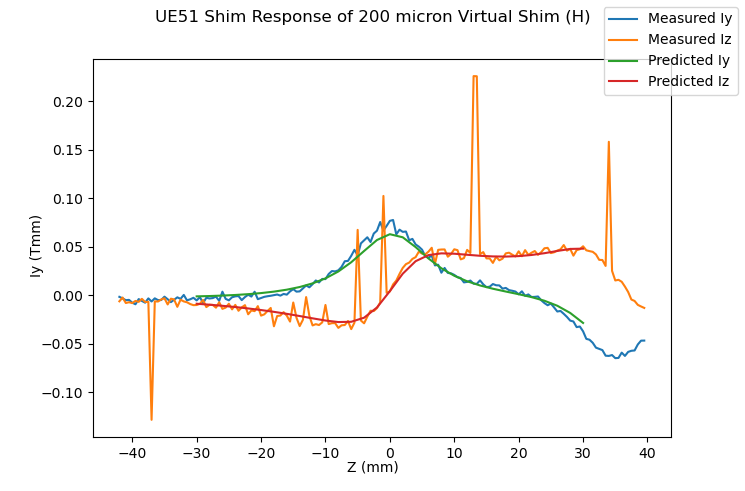 UE51 Shim Response of 200 micron Virtual Shim (H)
Measured Iy
Measured Iz
Predicted Iy
Predicted Iz
Iy (Tmm)
0.20
0.15
0.10
0.05
0.00
−0.05
−0.10
−40 −30 −20 −10 0 10 20 30 40
Z (mm)